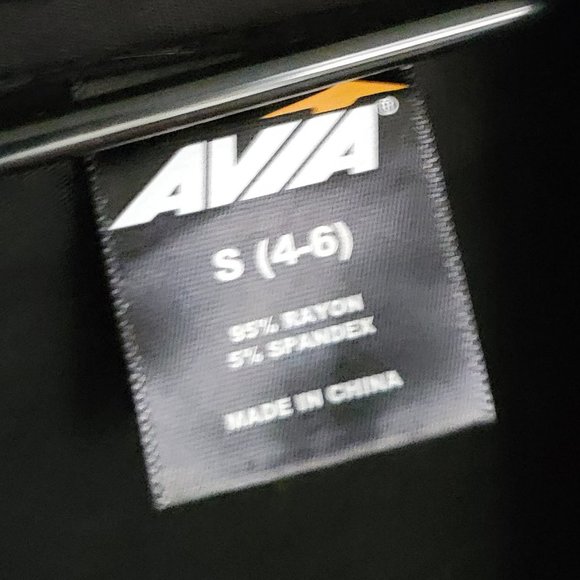 AVIA®
S (4-6)
95% RAYON
5% SPANDEX
MADE IN CHINA